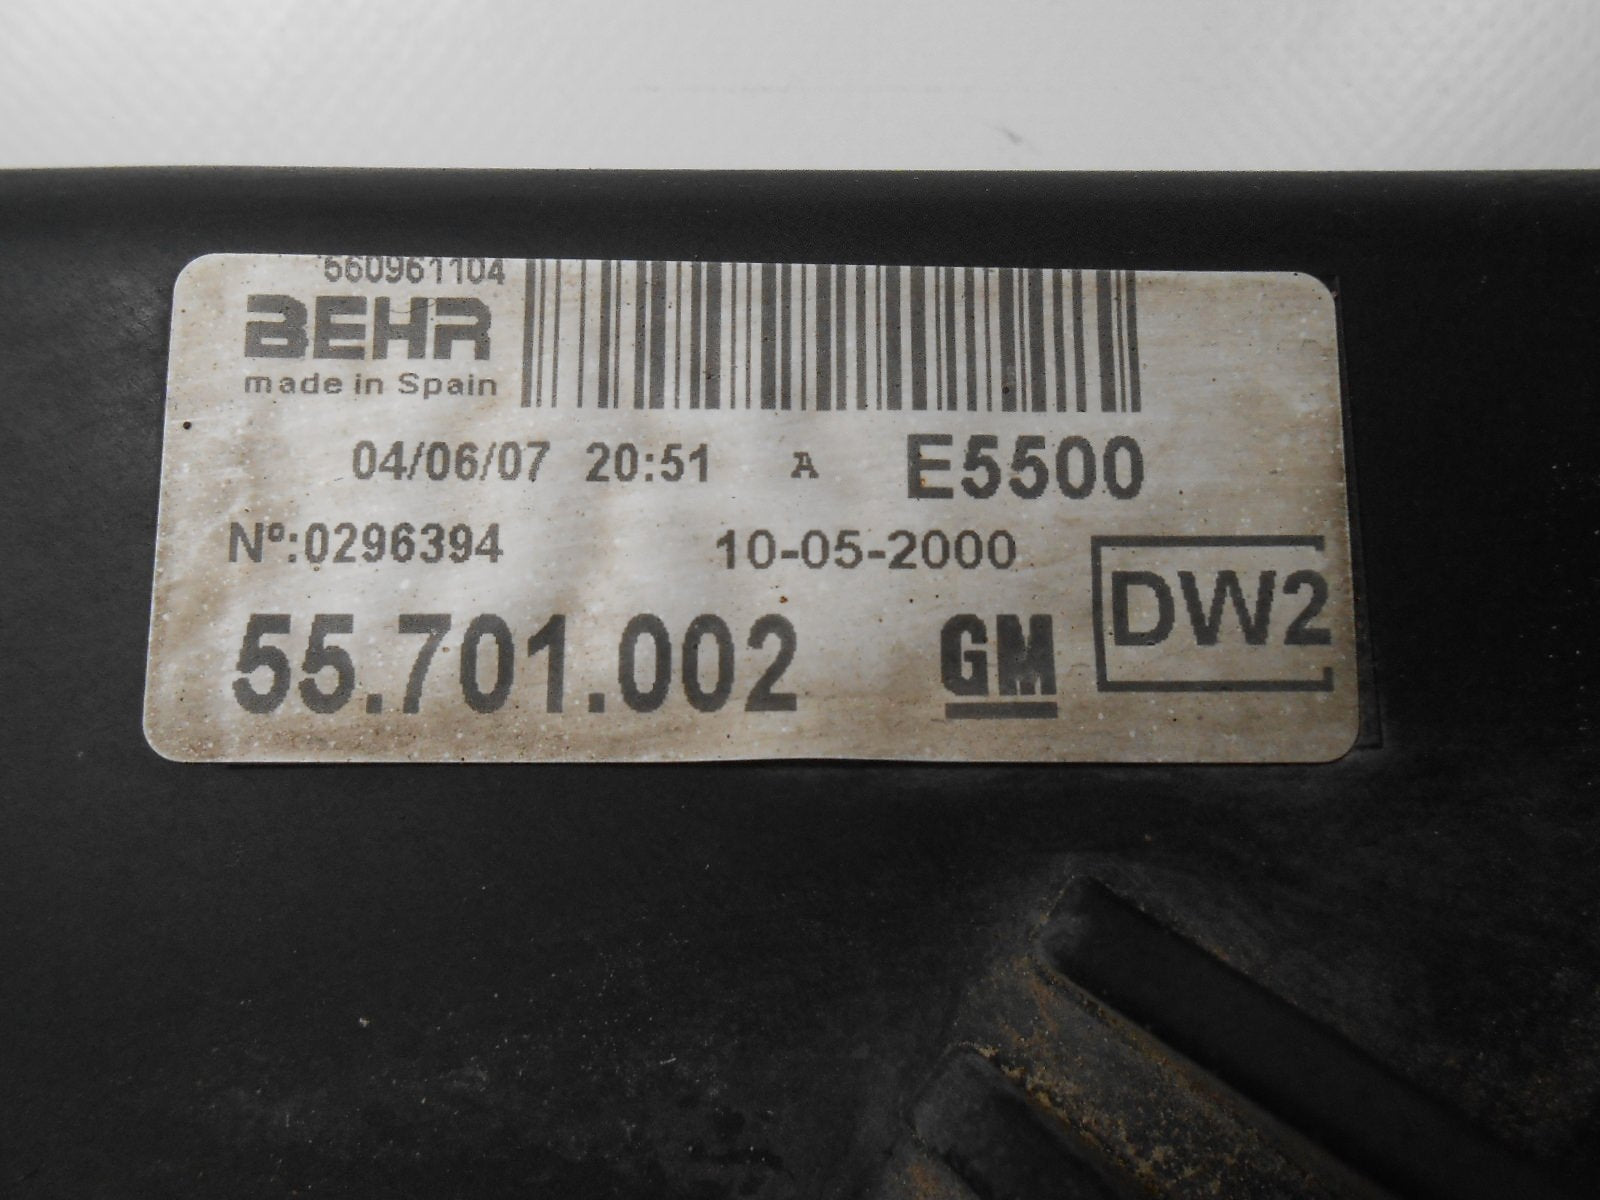 560961104
BEHR
made in Spain
04/06/07 20:51 A E5500
Nº:0296394 10-05-2000
55.701.002 GM DW2